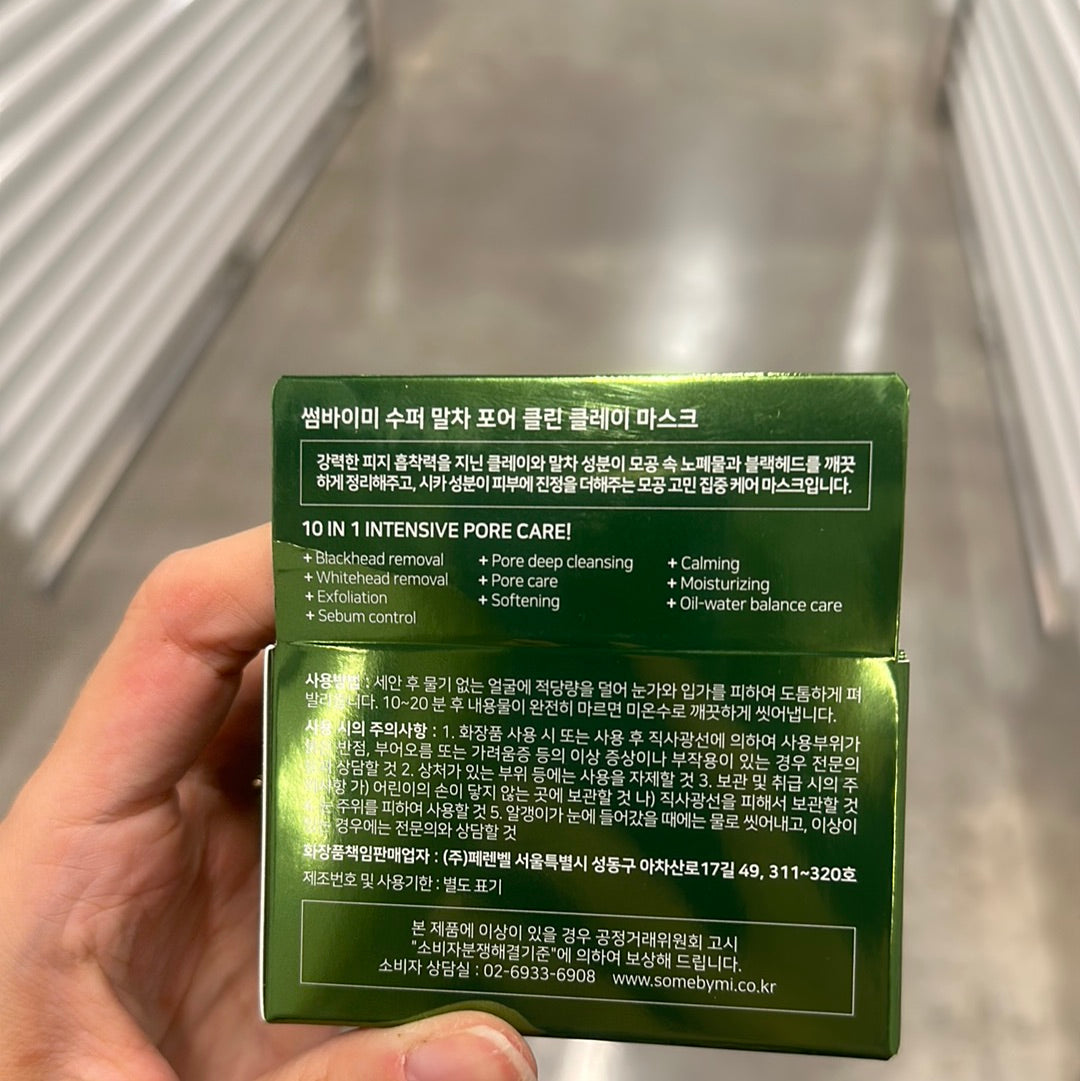 썸바이미 수퍼 말차 포어 클린 클레이 마스크
강력한 피지 흡착력을 지닌 클레이와 말차 성분이 모공 속 노폐물과 블랙헤드를 깨끗
하게 정리해주고, 시카 성분이 피부에 진정을 더해주는 모공 고민 집중 케어 마스크입니다.
10 IN 1 INTENSIVE PORE CARE!
+ Blackhead removal
+ Whitehead removal
+ Exfoliation
+ Sebum control
+ Pore deep cleansing
+ Pore care
+ Softening
+ Calming
+ Moisturizing
+ Oil-water balance care
사용방법 : 세안 후 물기 없는 얼굴에 적당량을 덜어 눈가와 입가를 피하여 도톰하게 펴
10~20 분 후 내용물이 완전히 마르면 미온수로 깨끗하게 씻어냅니다.
사용 시의 주의사항 : 1. 화장품 사용 시 또는 사용 후 직사광선에 의하여 사용부위가
반점, 부어오름 또는 가려움증 등의 이상 증상이나 부작용이 있는 경우 전문의
상담할 것 2. 상처가 있는 부위 등에는 사용을 자제할 것 3. 보관 및 취급 시의 주
가) 어린이의 손이 닿지 않는 곳에 보관할 것 나) 직사광선을 피해서 보관할 것
주위를 피하여 사용할 것 5. 알갱이가 눈에 들어갔을 때에는 물로 씻어내고, 이상이
경우에는 전문의와 상담할 것
화장품책임판매업자 : (주)페렌벨 서울특별시 성동구 아차산로17길 49, 311~320호
제조번호 및 사용기한 : 별도 표기
본 제품에 이상이 있을 경우 공정거래위원회 고시
"소비자분쟁해결기준"에 의하여 보상해 드립니다.
소비자 상담실 : 02-6933-6908 www.somebymi.co.kr